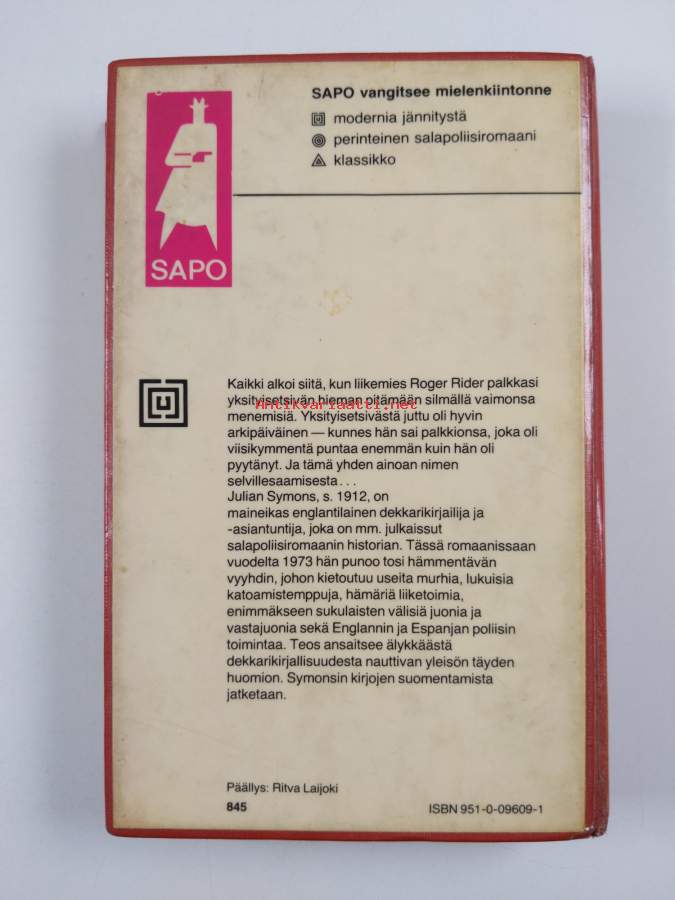 SAPO vangitsee mielenkiintonne
modernia jännitystä
perinteinen salapoliisiromaani
klassikko
SAPO
Kaikki alkoi siitä, kun liikemies Roger Rider palkkasi
yksityisetsivän hieman pitämään silmällä vaimonsa
Antikvariaatti.net
menemisiä. Yksityisetsivästä juttu oli hyvin
arkipäiväinen — kunnes hän sai palkkionsa, joka oli
viisikymmentä puntaa enemmän kuin hän oli
pyytänyt. Ja tämä yhden ainoan nimen
selvillesaamisesta...
Julian Symons, s. 1912, on
maineikas englantilainen dekkarikirjailija ja
-asiantuntija, joka on mm. julkaissut
salapoliisiromaanin historian. Tässä romaanissaan
vuodelta 1973 hän punoo tosi hämmentävän
vyyhdin, johon kietoutuu useita murhia, lukuisia
katoamistemppuja, hämäriä liiketoimia,
enimmäkseen sukulaisten välisiä juonia ja
vastajuonia sekä Englannin ja Espanjan poliisin
toimintaa. Teos ansaitsee älykkäästä
dekkarikirjallisuudesta nauttivan yleisön täyden
huomion. Symonsin kirjojen suomentamista
jatketaan.
Päällys: Ritva Laijoki
845 ISBN 951-0-09609-1